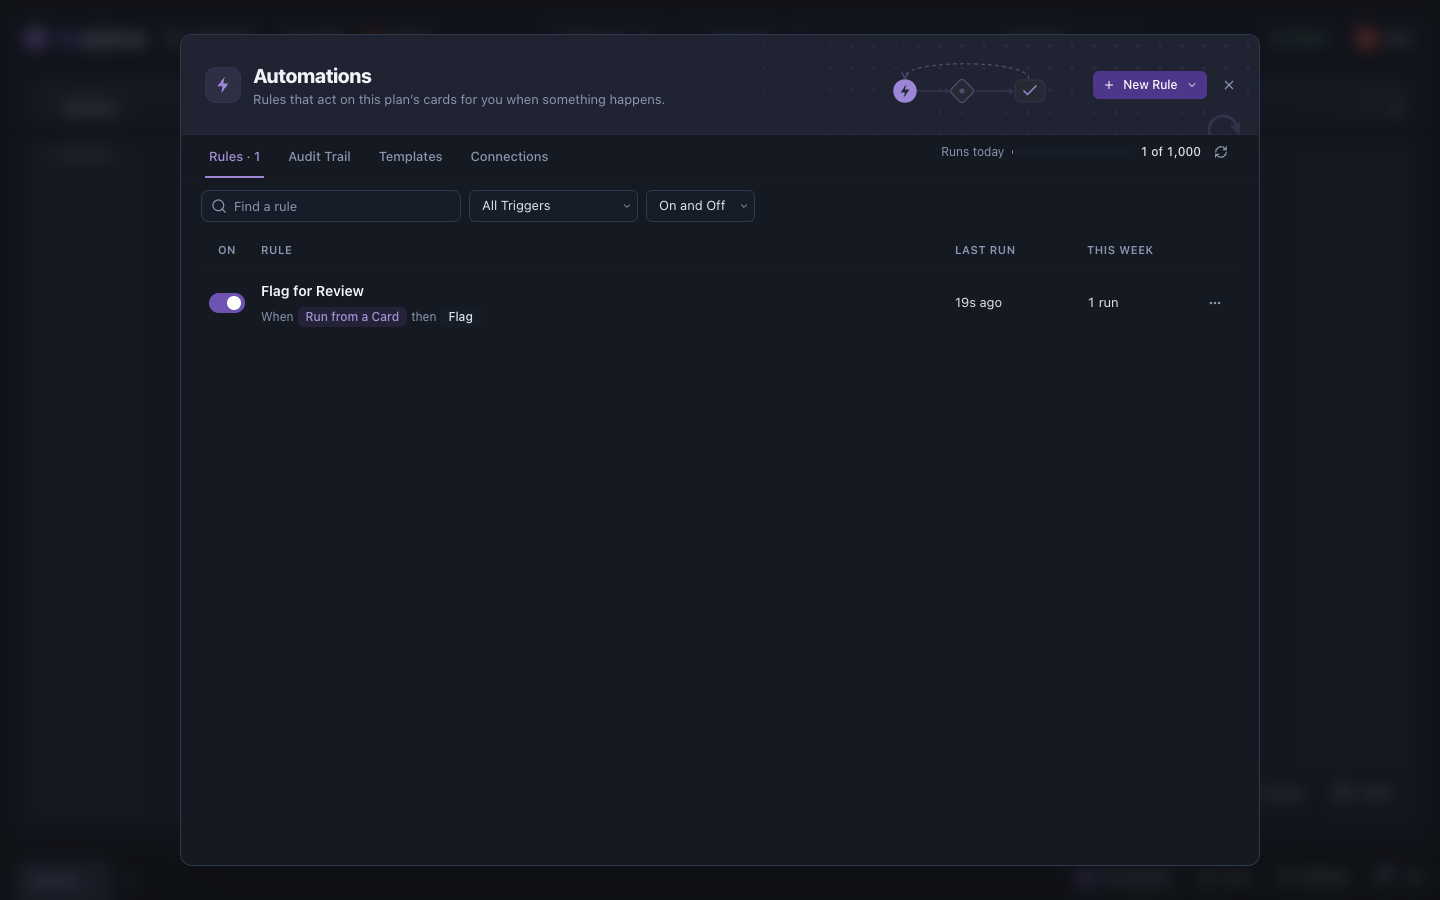 Automations
Rules that act on this plan's cards for you when something happens.
New Rule
Rules · 1
Audit Trail
Templates
Connections
Runs today
1 of 1,000
Find a rule
All Triggers
On and Off
ON
RULE
LAST RUN
THIS WEEK
Flag for Review
When Run from a Card then Flag
19s ago
1 run